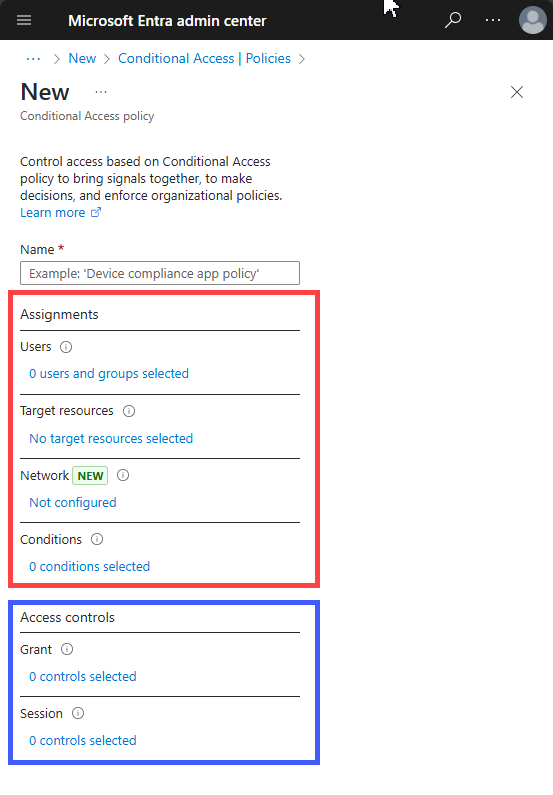 Microsoft Entra admin center
··· > New > Conditional Access | Policies >
New ···
Conditional Access policy
Control access based on Conditional Access
policy to bring signals together, to make
decisions, and enforce organizational policies.
Learn more
Name *
Example: 'Device compliance app policy'
Assignments
Users
0 users and groups selected
Target resources
No target resources selected
Network NEW
Not configured
Conditions
0 conditions selected
Access controls
Grant
0 controls selected
Session
0 controls selected